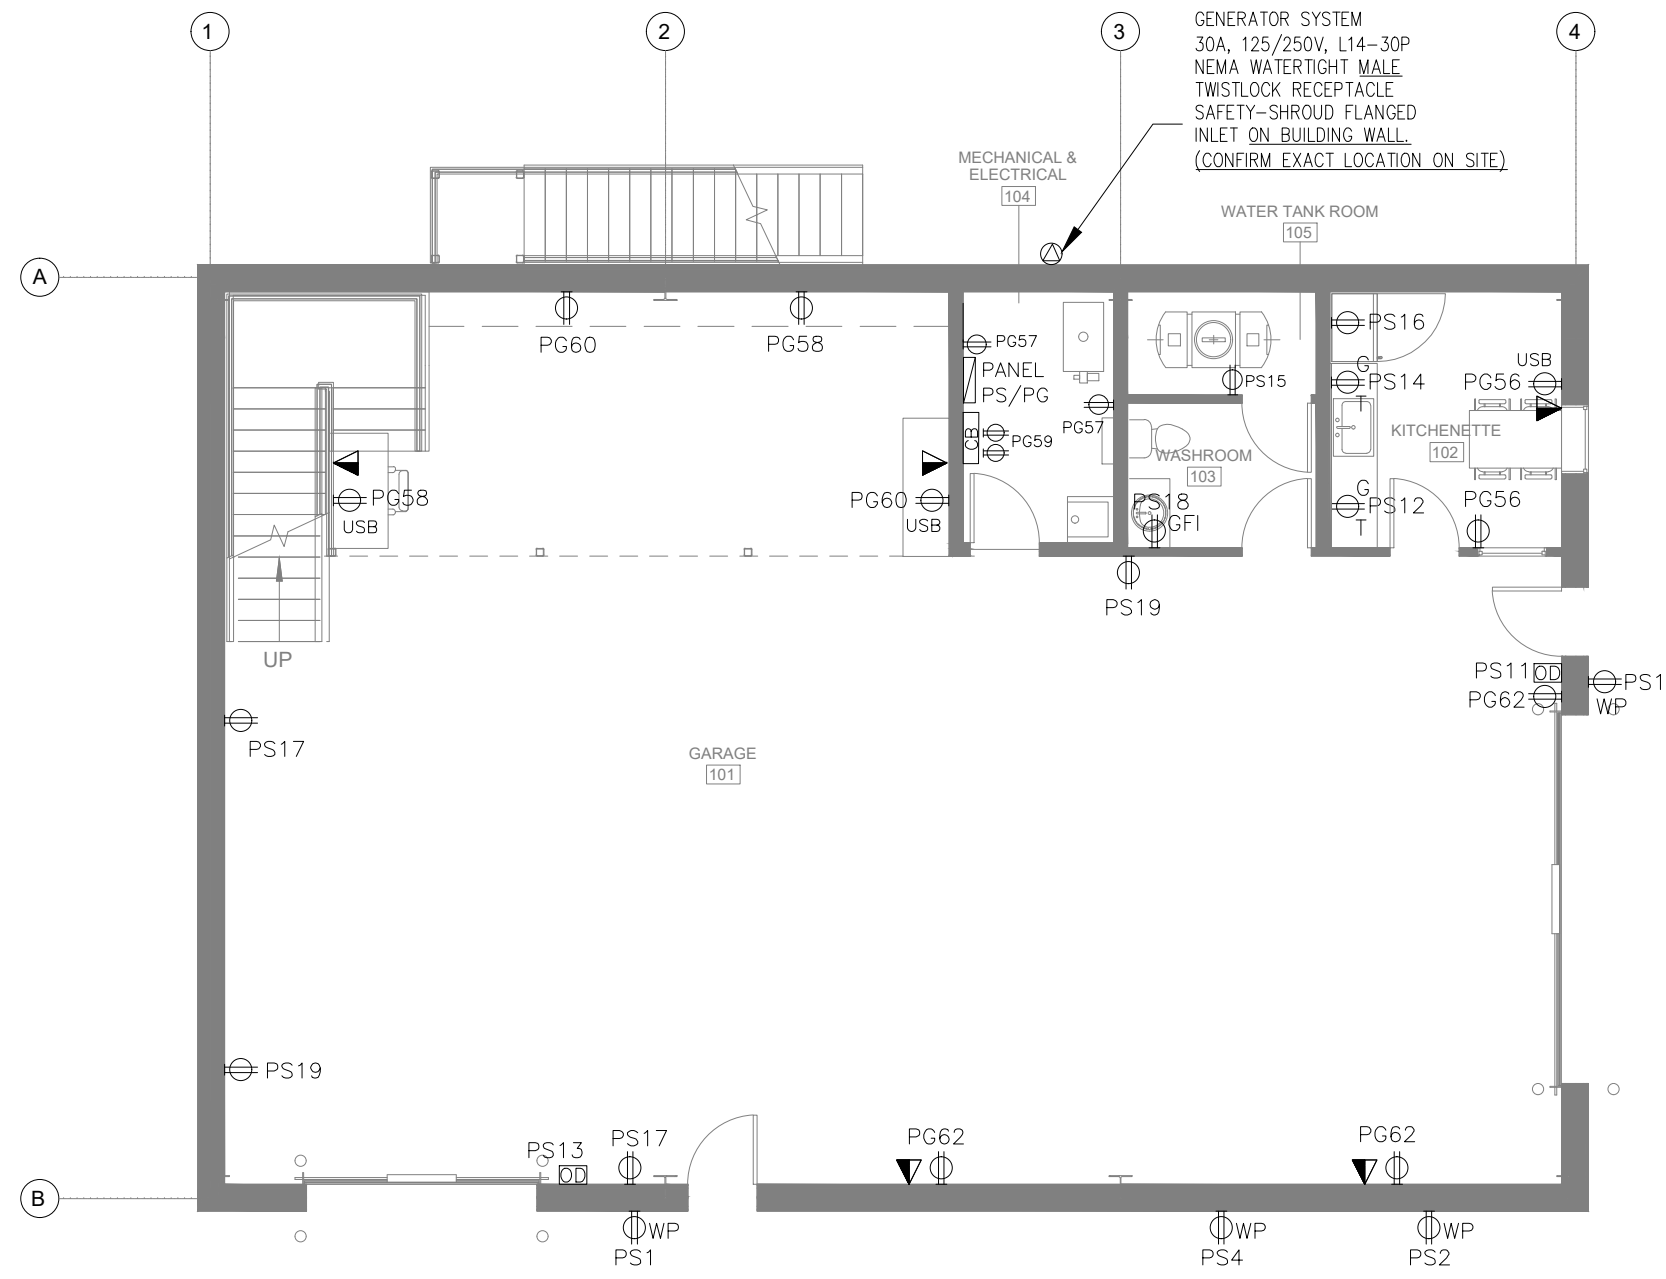 1
2
3
4
GENERATOR SYSTEM
30A, 125/250V, L14-30P
NEMA WATERTIGHT MALE
TWISTLOCK RECEPTACLE
SAFETY-SHROUD FLANGED
INLET ON BUILDING WALL.
(CONFIRM EXACT LOCATION ON SITE)
MECHANICAL &
ELECTRICAL
104
WATER TANK ROOM
105
A
PG60
PG58
PG57
PANEL
PS/PG
PG57
CB
PG59
PS15
PS16
G
PS14
T
USB
PG56
KITCHENETTE
102
WASHROOM
103
PG58
USB
PG60
USB
PS18
GFI
G
PS12
T
PG56
PS19
UP
PS11
OD
PG62
PS1
WP
PS17
GARAGE
101
PS19
PS13
OD
PS17
PG62
PG62
B
WP
PS1
WP
PS4
WP
PS2